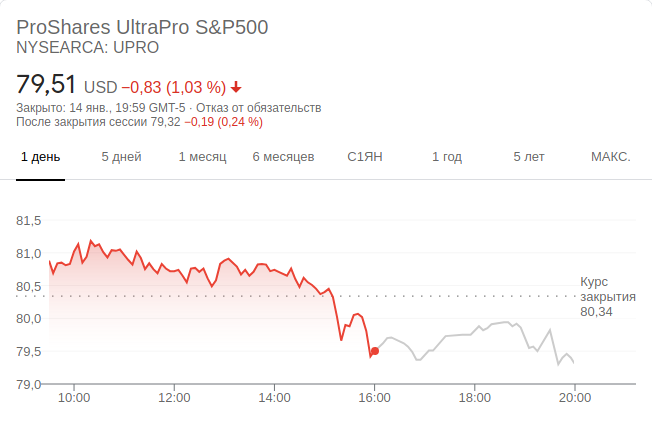 ProShares UltraPro S&P500
NYSEARCA: UPRO
79,51 USD −0,83 (1,03 %)
Закрыто: 14 янв., 19:59 GMT-5 · Отказ от обязательств
После закрытия сессии 79,32 −0,19 (0,24 %)
1 день 5 дней 1 месяц 6 месяцев С1ЯН 1 год 5 лет МАКС.
81,5
81,0
80,5
80,0
79,5
79,0
Курс
закрытия
80,34
10:00 12:00 14:00 16:00 18:00 20:00